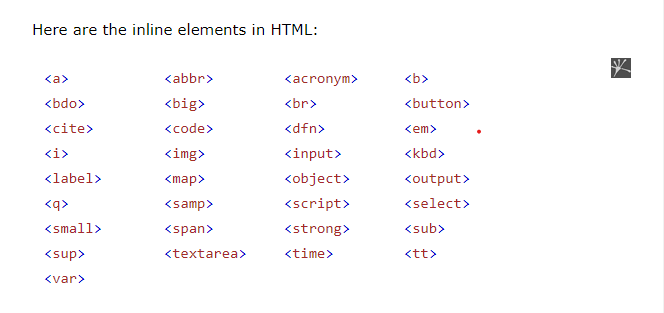 Here are the inline elements in HTML:
<a> <abbr> <acronym> <b>
<bdo> <big> <br> <button>
<cite> <code> <dfn> <em>
<i> <img> <input> <kbd>
<label> <map> <object> <output>
<q> <samp> <script> <select>
<small> <span> <strong> <sub>
<sup> <textarea> <time> <tt>
<var>